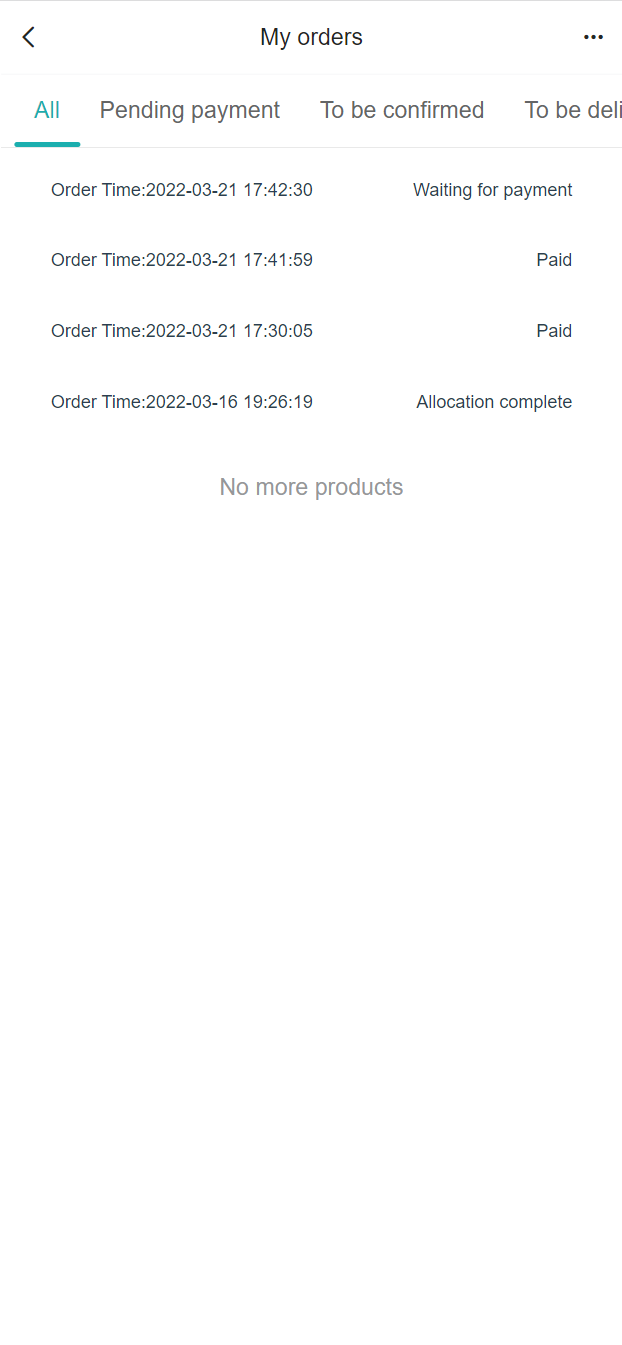 My orders
All Pending payment To be confirmed To be deli
Order Time:2022-03-21 17:42:30 Waiting for payment
Order Time:2022-03-21 17:41:59 Paid
Order Time:2022-03-21 17:30:05 Paid
Order Time:2022-03-16 19:26:19 Allocation complete
No more products